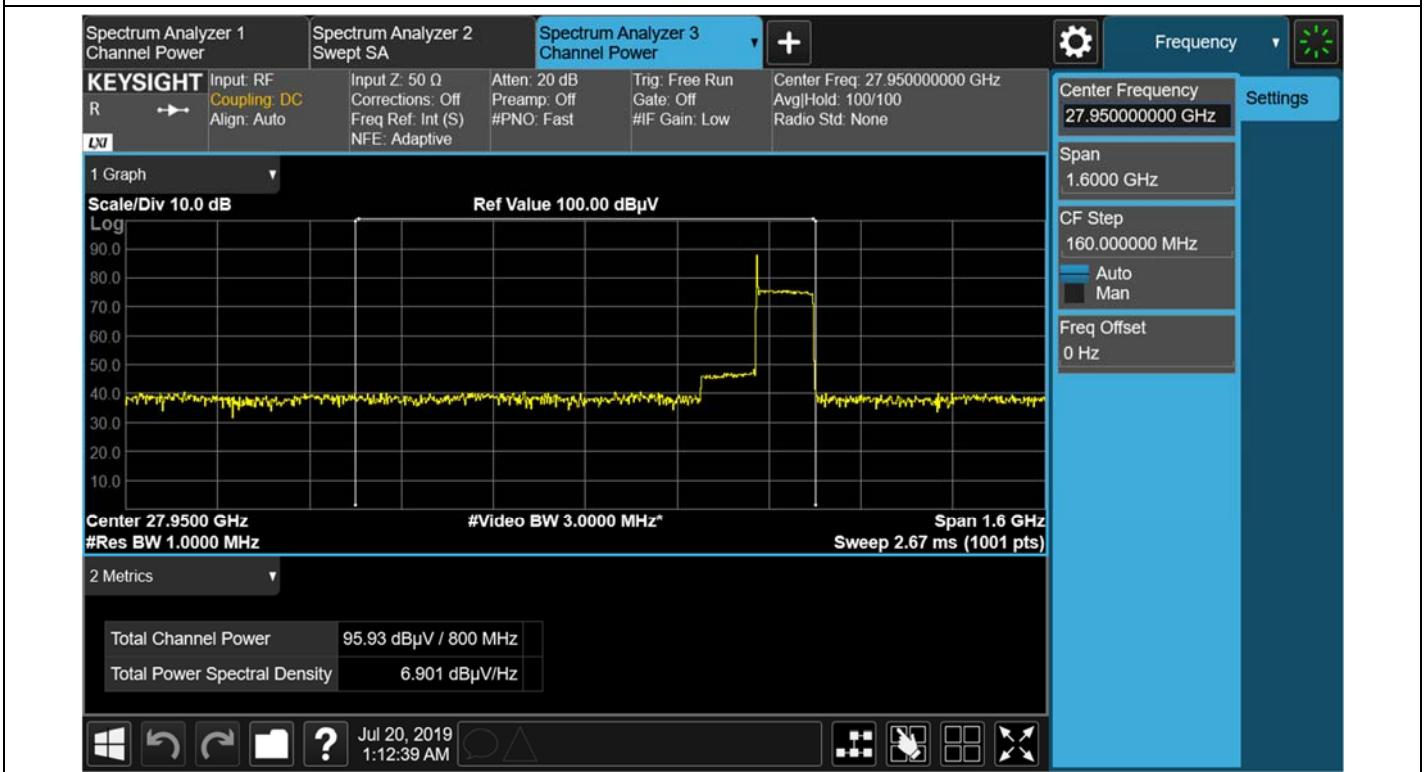 Spectrum Analyzer 1
Channel Power
Spectrum Analyzer 2
Swept SA
Spectrum Analyzer 3
Channel Power
Frequency
KEYSIGHT
R
LXI
Input: RF
Coupling: DC
Align: Auto
Input Z: 50 Ω
Corrections: Off
Freq Ref: Int (S)
NFE: Adaptive
Atten: 20 dB
Preamp: Off
#PNO: Fast
Trig: Free Run
Gate: Off
#IF Gain: Low
Center Freq: 27.950000000 GHz
Avg|Hold: 100/100
Radio Std: None
Center Frequency
27.950000000 GHz
Settings
Span
1.6000 GHz
CF Step
160.000000 MHz
Auto
Man
Freq Offset
0 Hz
1 Graph
Scale/Div 10.0 dB
Ref Value 100.00 dBµV
Log
90.0
80.0
70.0
60.0
50.0
40.0
30.0
20.0
10.0
Center 27.9500 GHz
#Video BW 3.0000 MHz*
Span 1.6 GHz
#Res BW 1.0000 MHz
Sweep 2.67 ms (1001 pts)
2 Metrics
Total Channel Power 95.93 dBµV / 800 MHz
Total Power Spectral Density 6.901 dBµV/Hz
?
Jul 20, 2019
1:12:39 AM